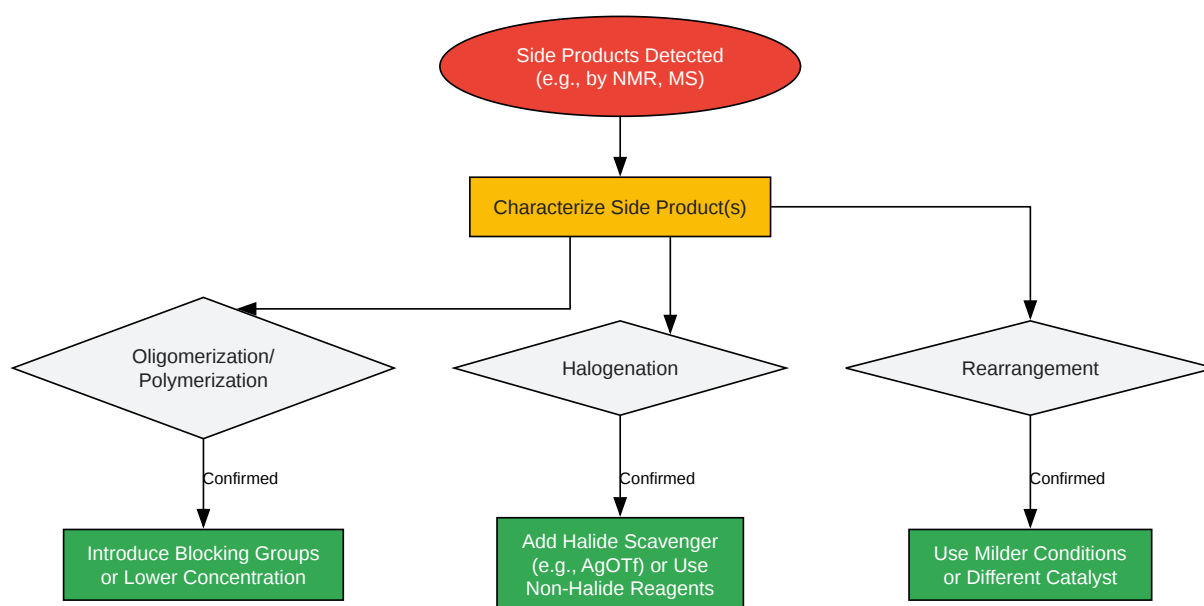 Side Products Detected
(e.g., by NMR, MS)
Characterize Side Product(s)
Oligomerization/
Polymerization
Halogenation
Rearrangement
Confirmed
Confirmed
Confirmed
Introduce Blocking Groups
or Lower Concentration
Add Halide Scavenger
(e.g., AgOTf) or Use
Non-Halide Reagents
Use Milder Conditions
or Different Catalyst